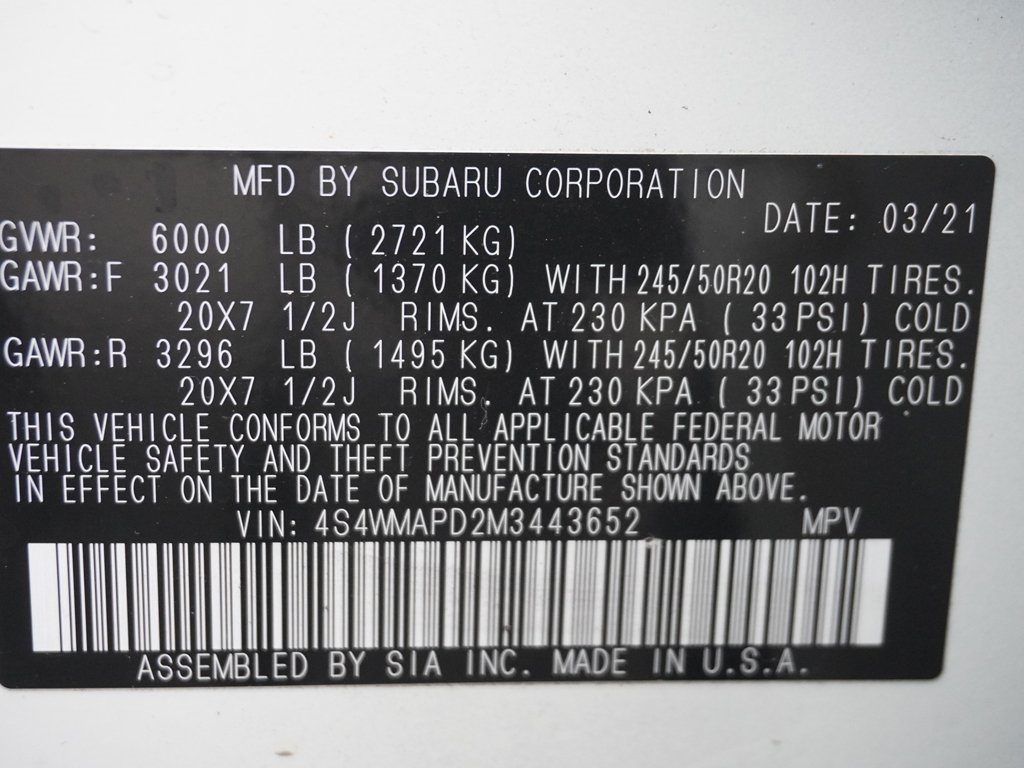 MFD BY SUBARU CORPORATION
DATE: 03/21
GVWR: 6000 LB ( 2721 KG)
GAWR:F 3021 LB ( 1370 KG) WITH 245/50R20 102H TIRES.
20X7 1/2J RIMS. AT 230 KPA ( 33 PSI) COLD
GAWR:R 3296 LB ( 1495 KG) WITH 245/50R20 102H TIRES.
20X7 1/2J RIMS. AT 230 KPA ( 33 PSI) COLD
THIS VEHICLE CONFORMS TO ALL APPLICABLE FEDERAL MOTOR
VEHICLE SAFETY AND THEFT PREVENTION STANDARDS
IN EFFECT ON THE DATE OF MANUFACTURE SHOWN ABOVE.
VIN: 4S4WMAPD2M3443652 MPV
ASSEMBLED BY SIA INC. MADE IN U.S.A.